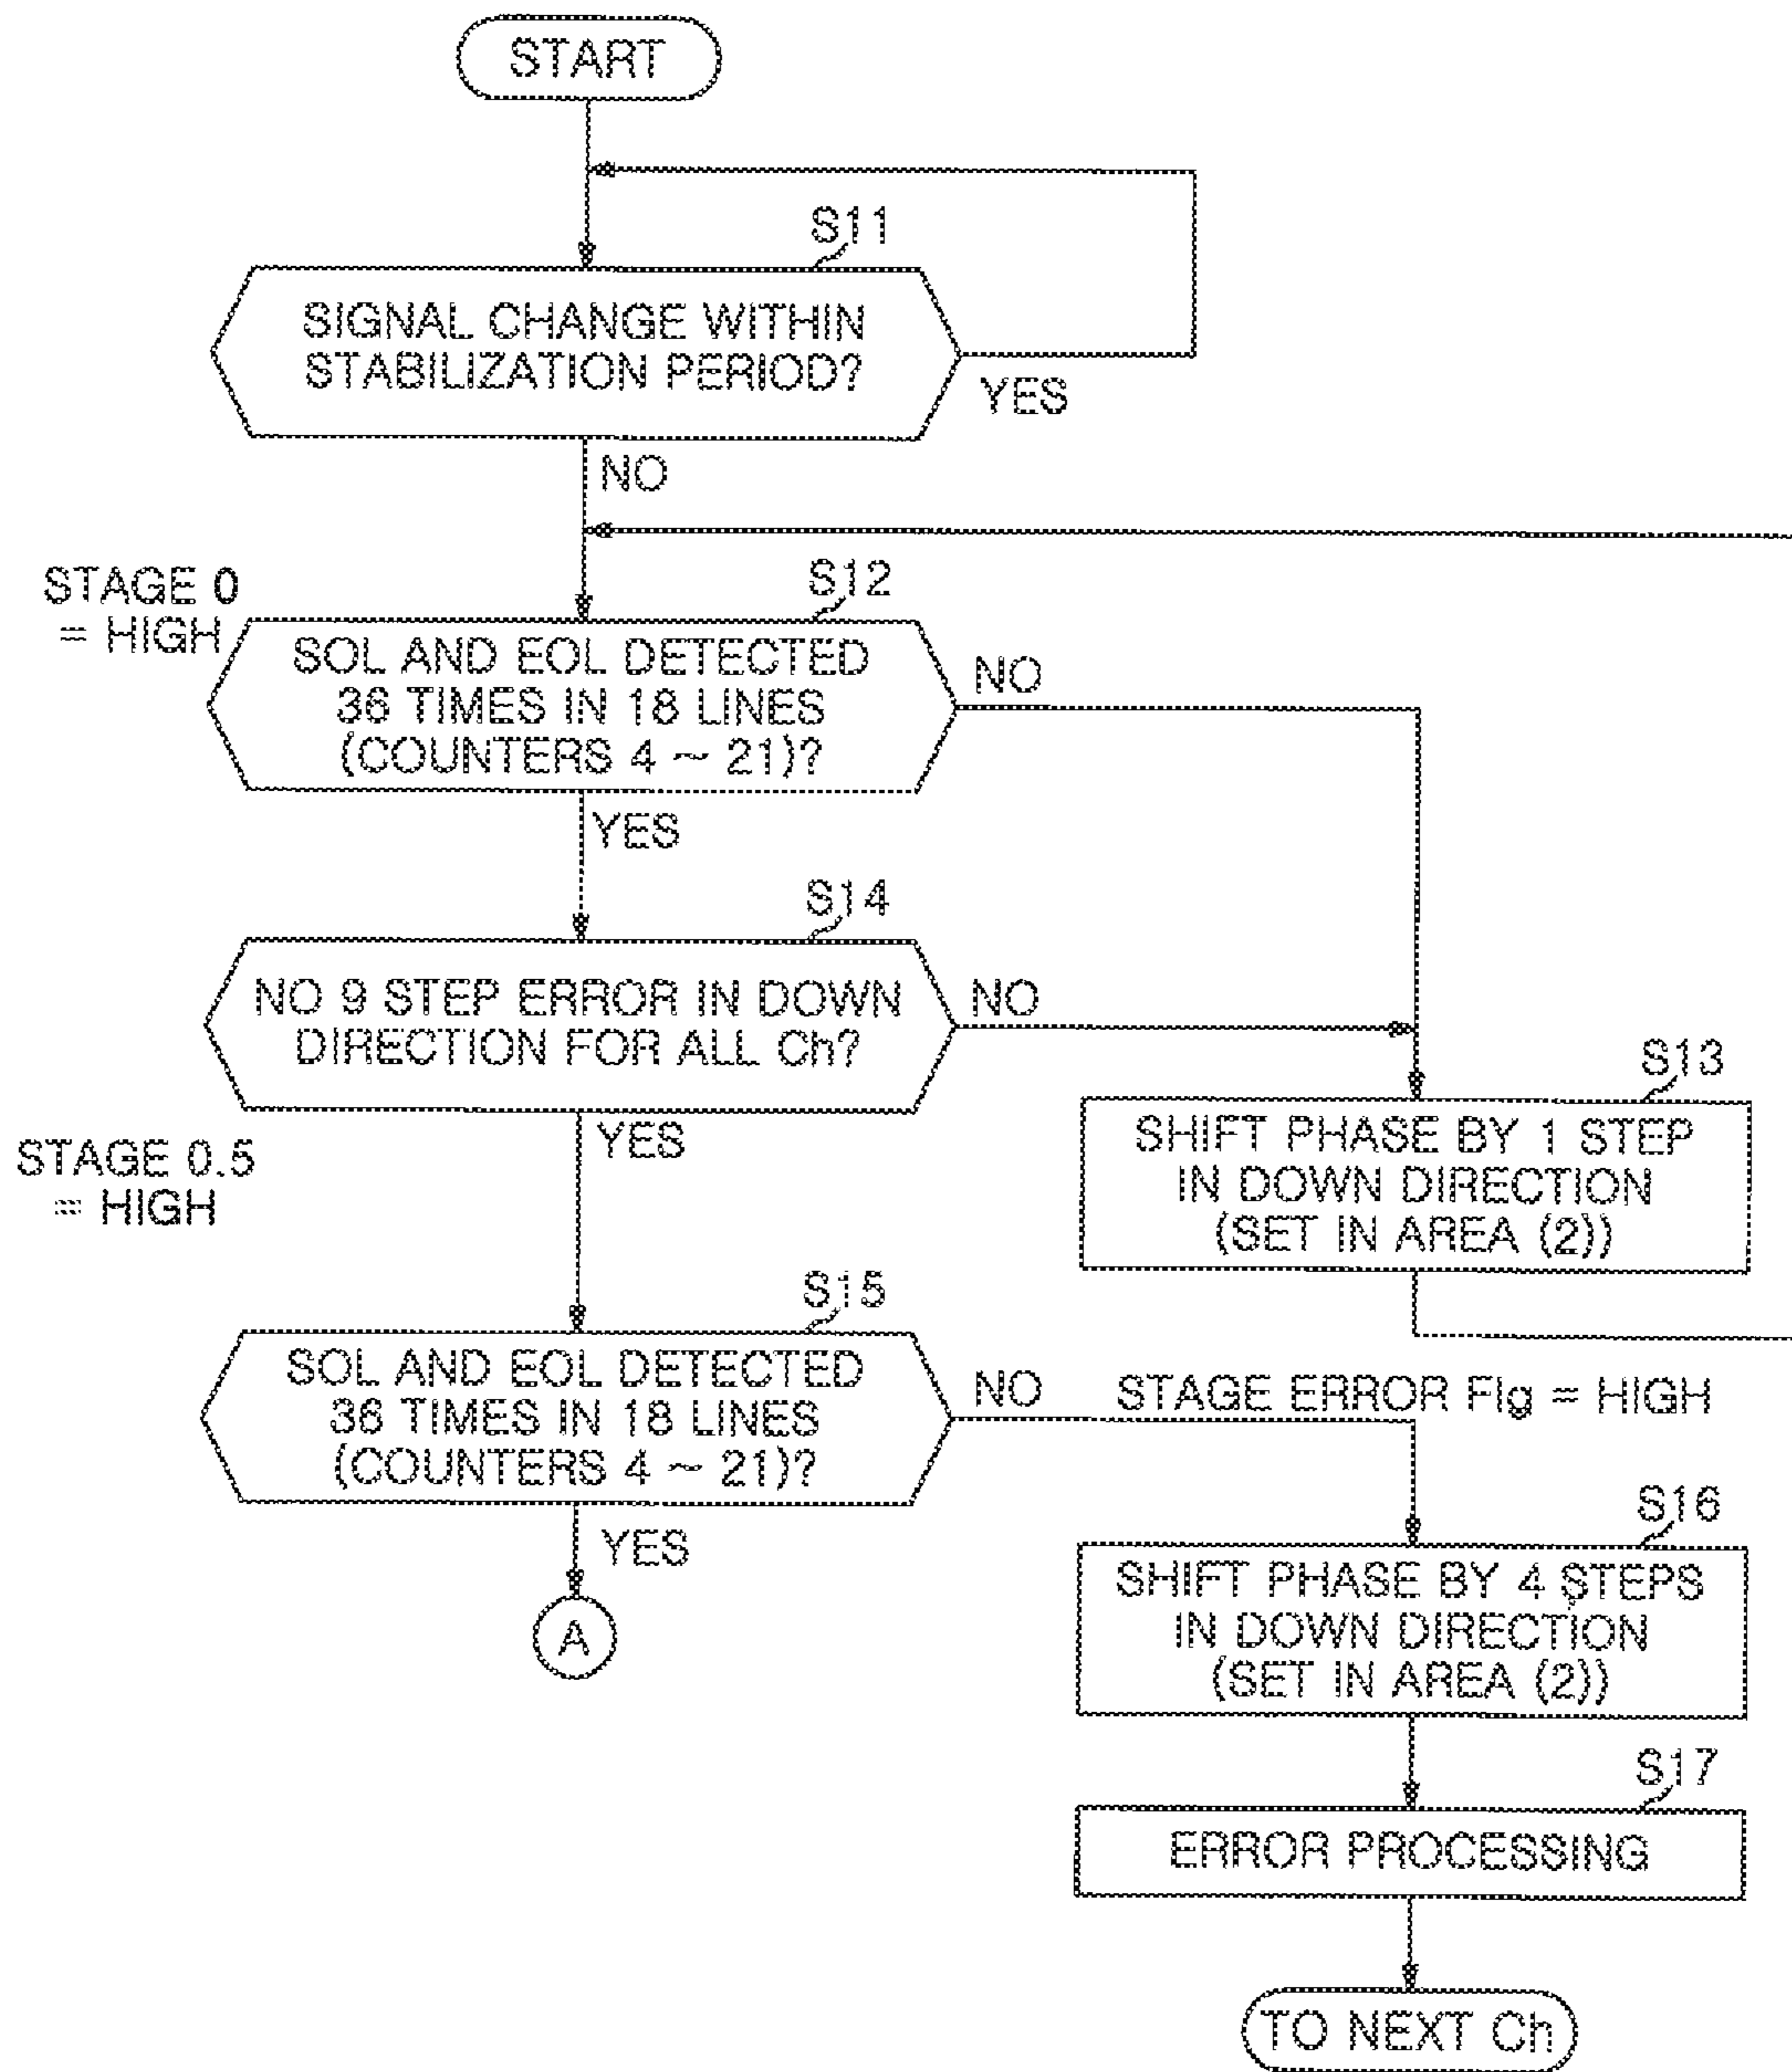 START
S11
SIGNAL CHANGE WITHIN
STABILIZATION PERIOD?
YES
NO
STAGE 0
= HIGH
S12
SOL AND EOL DETECTED
36 TIMES IN 18 LINES
(COUNTERS 4 ~ 21)?
NO
YES
S14
NO 9 STEP ERROR IN DOWN
DIRECTION FOR ALL Ch?
NO
YES
S13
SHIFT PHASE BY 1 STEP
IN DOWN DIRECTION
(SET IN AREA (2))
STAGE 0.5
= HIGH
S15
SOL AND EOL DETECTED
36 TIMES IN 18 LINES
(COUNTERS 4 ~ 21)?
NO
STAGE ERROR Flg = HIGH
YES
A
S16
SHIFT PHASE BY 4 STEPS
IN DOWN DIRECTION
(SET IN AREA (2))
S17
ERROR PROCESSING
TO NEXT Ch